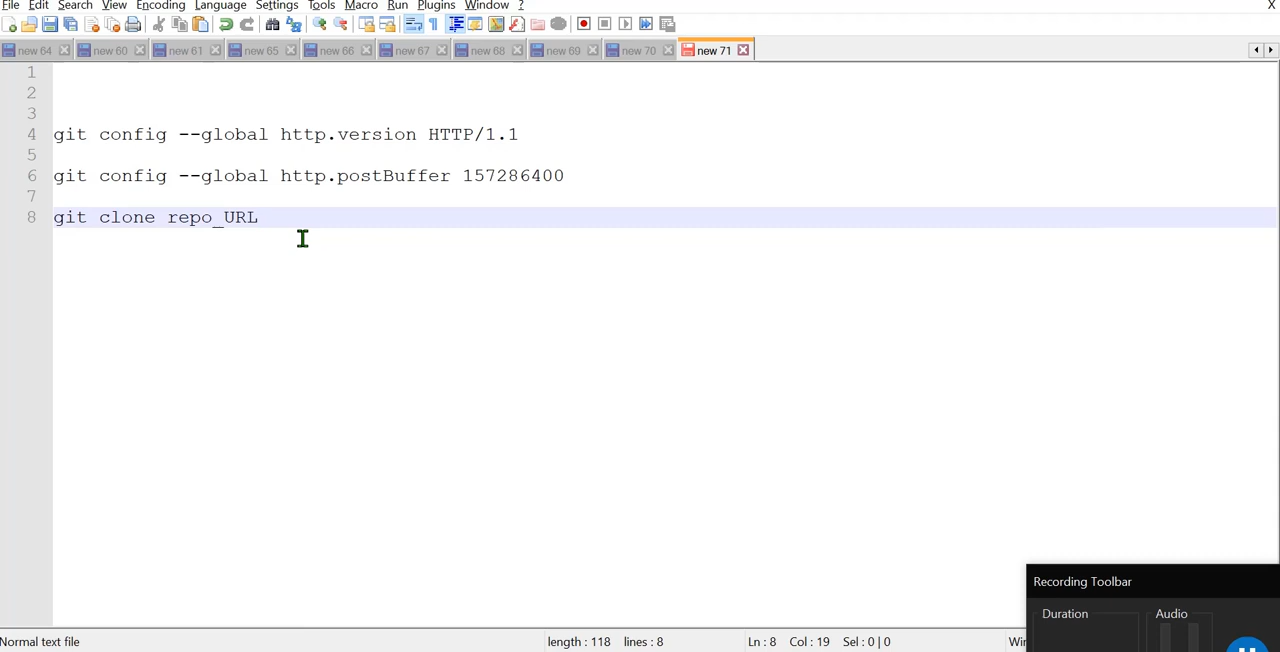 File Edit Search View Encoding Language Settings Tools Macro Run Plugins Window ? X
new 64 new 60 new 61 new 65 new 66 new 67 new 68 new 69 new 70 new 71
1
2
3
4 git config --global http.version HTTP/1.1
5
6 git config --global http.postBuffer 157286400
7
8 git clone repo_URL
Recording Toolbar
Duration Audio
Normal text file length : 118 lines : 8 Ln : 8 Col : 19 Sel : 0 | 0 Win